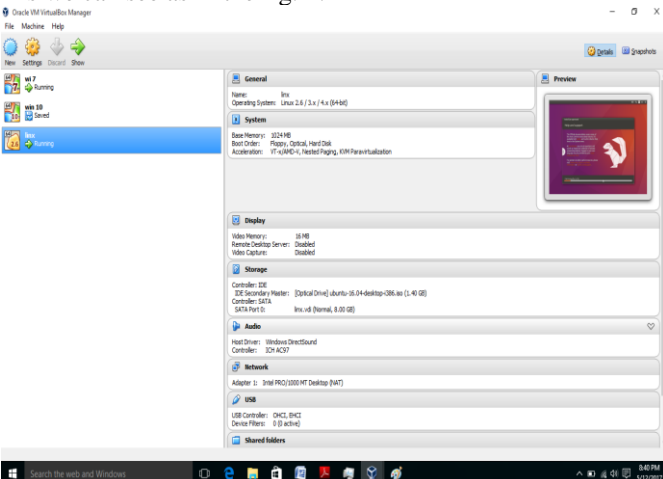 Oracle VM VirtualBox Manager
File Machine Help
New Settings Discard Show
Details Snapshots
wi 7
Running
win 10
Saved
linx
Running
General
Name: linx
Operating System: Linux 2.6 / 3.x / 4.x (64-bit)
System
Base Memory: 1024 MB
Boot Order: Floppy, Optical, Hard Disk
Acceleration: VT-x/AMD-V, Nested Paging, KVM Paravirtualization
Preview
Display
Video Memory: 16 MB
Remote Desktop Server: Disabled
Video Capture: Disabled
Storage
Controller: IDE
IDE Secondary Master: [Optical Drive] ubuntu-16.04-desktop-i386.iso (1.40 GB)
Controller: SATA
SATA Port 0: linx.vdi (Normal, 8.00 GB)
Audio
Host Driver: Windows DirectSound
Controller: ICH AC97
Network
Adapter 1: Intel PRO/1000 MT Desktop (NAT)
USB
USB Controller: OHCI, EHCI
Device Filters: 0 (0 active)
Shared folders
Search the web and Windows
8:40 PM
5/12/2017